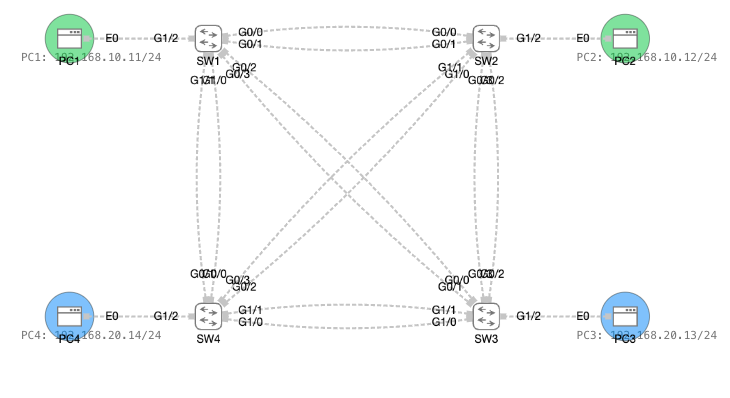 E0
G1/2
G0/0
G0/1
G0/0
G0/1
G1/2
E0
PC1: 192.168.10.11/24
PC1
SW1
SW2
PC2: 192.168.10.12/24
PC2
G0/2
G0/3
G1/1
G1/0
G1/1
G1/0
G0/3
G0/2
G0/1
G0/0
G0/3
G0/2
G0/0
G0/1
G0/3
G0/2
E0
G1/2
G1/1
G1/0
G1/1
G1/0
G1/2
E0
PC4: 192.168.20.14/24
PC4
SW4
SW3
PC3: 192.168.20.13/24
PC3